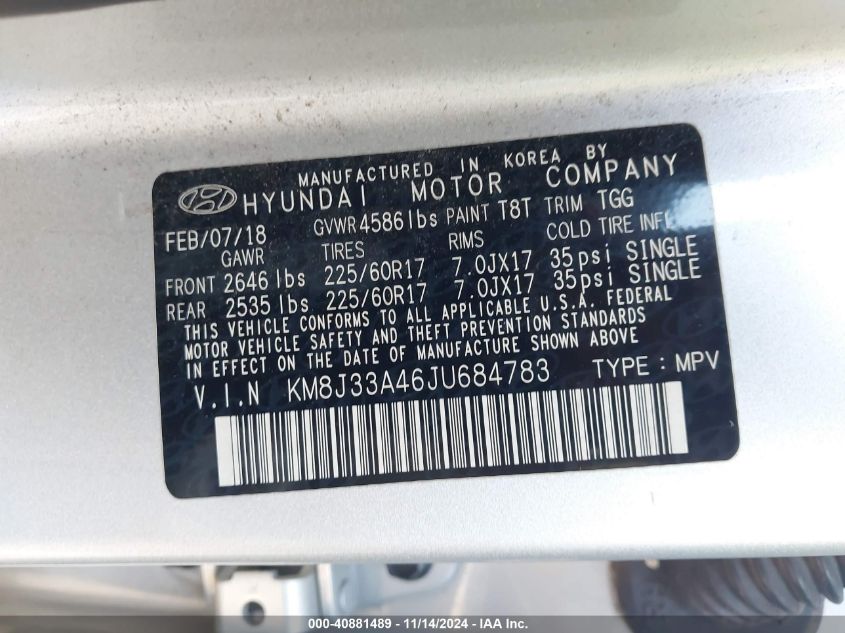 MANUFACTURED IN KOREA BY
HYUNDAI MOTOR COMPANY
FEB/07/18 GVWR 4586 lbs PAINT T8T TRIM TGG
GAWR TIRES RIMS COLD TIRE INFL
FRONT 2646 lbs 225/60R17 7.0JX17 35psi SINGLE
REAR 2535 lbs 225/60R17 7.0JX17 35psi SINGLE
THIS VEHICLE CONFORMS TO ALL APPLICABLE U.S.A. FEDERAL
MOTOR VEHICLE SAFETY AND THEFT PREVENTION STANDARDS
IN EFFECT ON THE DATE OF MANUFACTURE SHOWN ABOVE
V.I.N KM8J33A46JU684783 TYPE : MPV
000-40881489 - 11/14/2024 - IAA Inc.